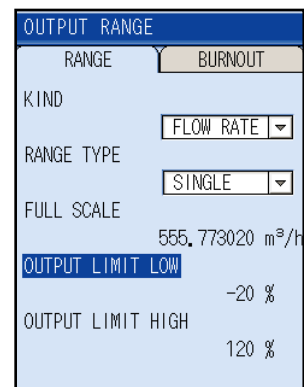 OUTPUT RANGE
RANGE BURNOUT
KIND
FLOW RATE
RANGE TYPE
SINGLE
FULL SCALE
555.773020 m³/h
OUTPUT LIMIT LOW
-20 %
OUTPUT LIMIT HIGH
120 %